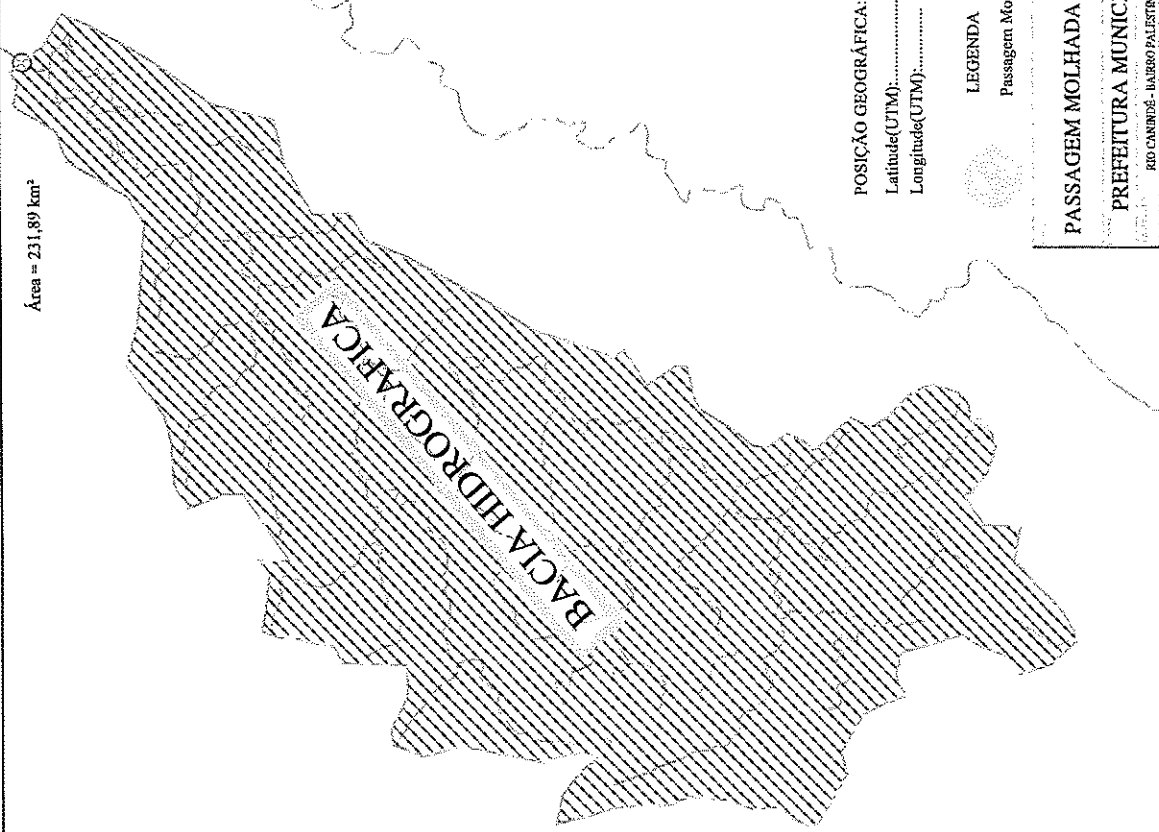 Área = 231,89 km²
BACIA HIDROGRAFICA
POSIÇÃO GEOGRÁFICA:
Latitude(UTM):..................
Longitude(UTM):..............
LEGENDA
Passagem Mo
PASSAGEM MOLHADA
PREFEITURA MUNIC
RIO CANINDÉ - BAIRRO PALESTI